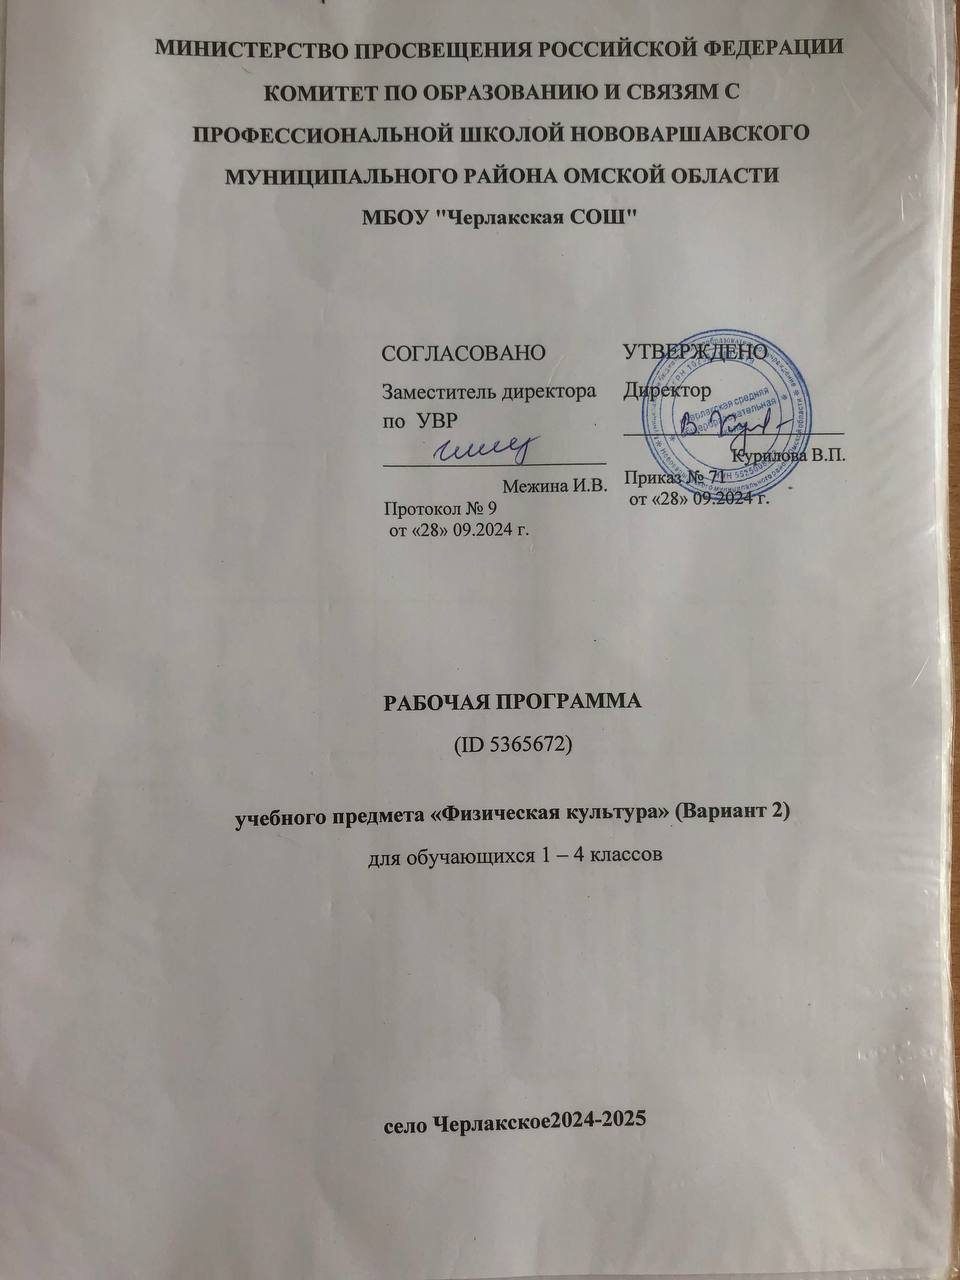 МИНИСТЕРСТВО ПРОСВЕЩЕНИЯ РОССИЙСКОЙ ФЕДЕРАЦИИ
КОМИТЕТ ПО ОБРАЗОВАНИЮ И СВЯЗЯМ С
ПРОФЕССИОНАЛЬНОЙ ШКОЛОЙ НОВОВАРШАВСКОГО
МУНИЦИПАЛЬНОГО РАЙОНА ОМСКОЙ ОБЛАСТИ
МБОУ "Черлакская СОШ"
СОГЛАСОВАНО
Заместитель директора
по УВР
Межина И.В.
Протокол № 9
от «28» 09.2024 г.
УТВЕРЖДЕНО
Директор
Курилова В.П.
Приказ № 71
от «28» 09.2024 г.
РАБОЧАЯ ПРОГРАММА
(ID 5365672)
учебного предмета «Физическая культура» (Вариант 2)
для обучающихся 1 – 4 классов
село Черлакское2024-2025